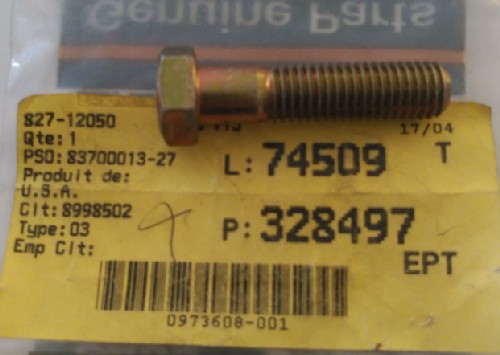 Genuine Parts
827-12050
Qte: 1
17/04
PSO: 83700013-27
L: 74509 T
Produit de:
U.S.A.
Clt: 8998502
P: 328497
Type: 03
Emp Clt:
EPT
0973608-001